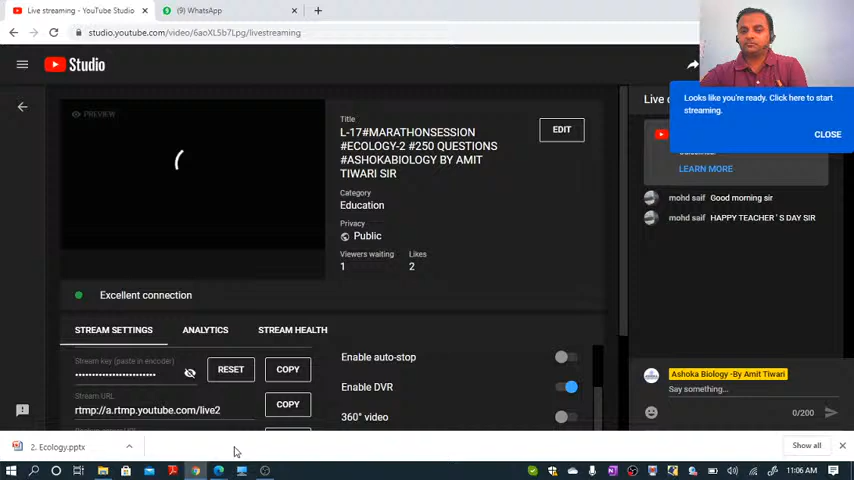 Live streaming - YouTube Studio
(9) WhatsApp
studio.youtube.com/video/6aoXL5b7Lpg/livestreaming
Studio
Looks like you're ready. Click here to start
streaming.
CLOSE
Live
LEARN MORE
PREVIEW
Title
L-17#MARATHONSESSION
#ECOLOGY-2 #250 QUESTIONS
#ASHOKABIOLOGY BY AMIT
TIWARI SIR
EDIT
Category
Education
Privacy
Public
Viewers waiting
Likes
1
2
mohd saif Good morning sir
mohd saif HAPPY TEACHER ' S DAY SIR
Excellent connection
STREAM SETTINGS
ANALYTICS
STREAM HEALTH
Stream key (paste in encoder)
RESET
COPY
Stream URL
rtmp://a.rtmp.youtube.com/live2
COPY
Enable auto-stop
Enable DVR
360° video
Ashoka Biology -By Amit Tiwari
Say something...
0/200
2. Ecology.pptx
Show all
11:06 AM